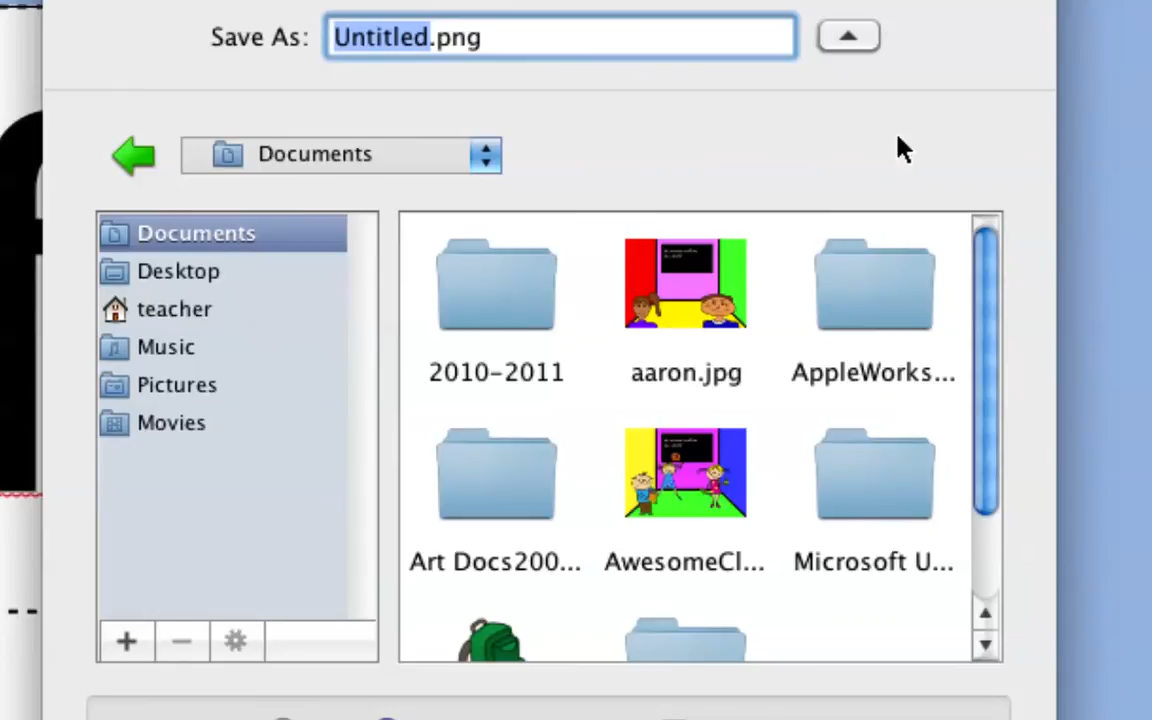 Save As: Untitled.png
Documents
Documents
Desktop
teacher
Music
Pictures
Movies
2010-2011 aaron.jpg AppleWorks...
Art Docs200... AwesomeCl... Microsoft U...